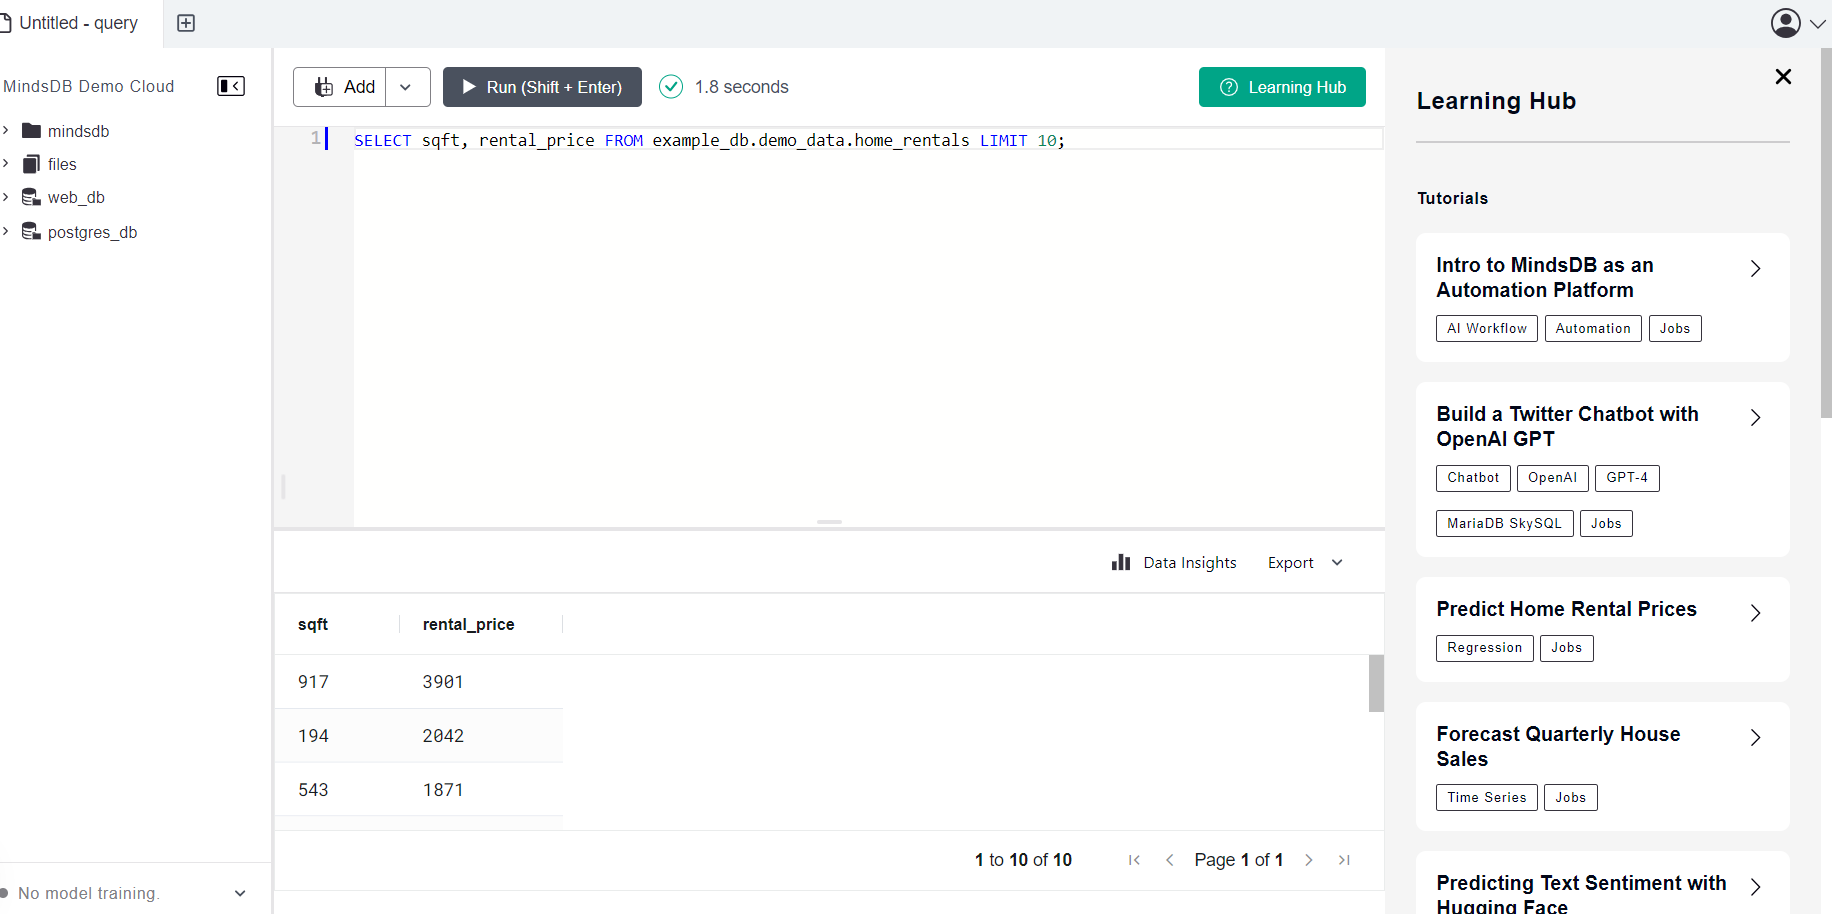 Untitled - query
MindsDB Demo Cloud
mindsdb
files
web_db
postgres_db
No model training.
Add
Run (Shift + Enter)
1.8 seconds
Learning Hub
1 SELECT sqft, rental_price FROM example_db.demo_data.home_rentals LIMIT 10;
Data Insights Export
sqft rental_price
917 3901
194 2042
543 1871
1 to 10 of 10 Page 1 of 1
Learning Hub
Tutorials
Intro to MindsDB as an
Automation Platform
AI Workflow Automation Jobs
Build a Twitter Chatbot with
OpenAI GPT
Chatbot OpenAI GPT-4
MariaDB SkySQL Jobs
Predict Home Rental Prices
Regression Jobs
Forecast Quarterly House
Sales
Time Series Jobs
Predicting Text Sentiment with
Hugging Face